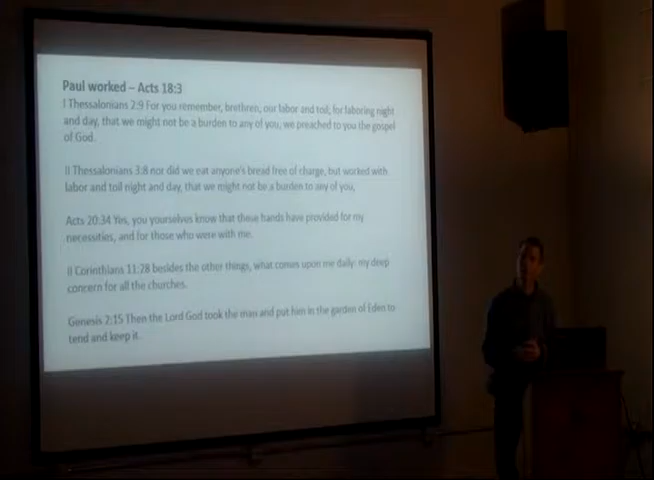 Paul worked – Acts 18:3
I Thessalonians 2:9 For you remember, brethren, our labor and toil; for laboring night
and day, that we might not be a burden to any of you, we preached to you the gospel
of God.
II Thessalonians 3:8 nor did we eat anyone's bread free of charge, but worked with
labor and toil night and day, that we might not be a burden to any of you,
Acts 20:34 Yes, you yourselves know that these hands have provided for my
necessities, and for those who were with me.
II Corinthians 11:28 besides the other things, what comes upon me daily: my deep
concern for all the churches.
Genesis 2:15 Then the Lord God took the man and put him in the garden of Eden to
tend and keep it.